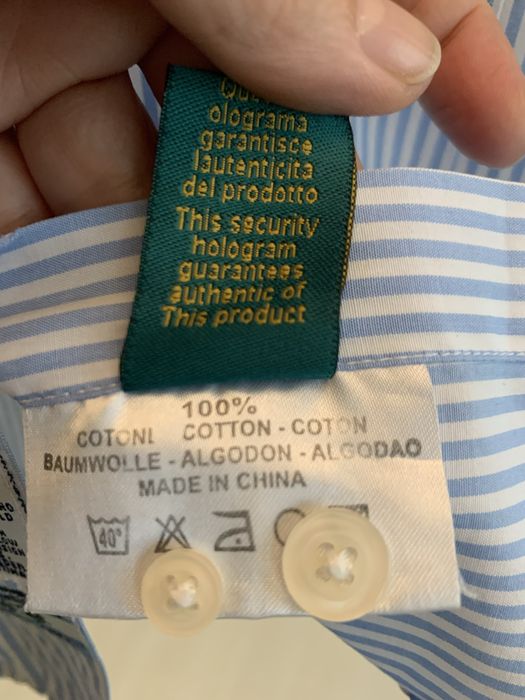 olograma
garantisce
lautenticita
del prodotto
This security
hologram
guarantees
authentic of
This product
100%
COTONI COTTON - COTON
BAUMWOLLE - ALGODON - ALGODAO
MADE IN CHINA
40°